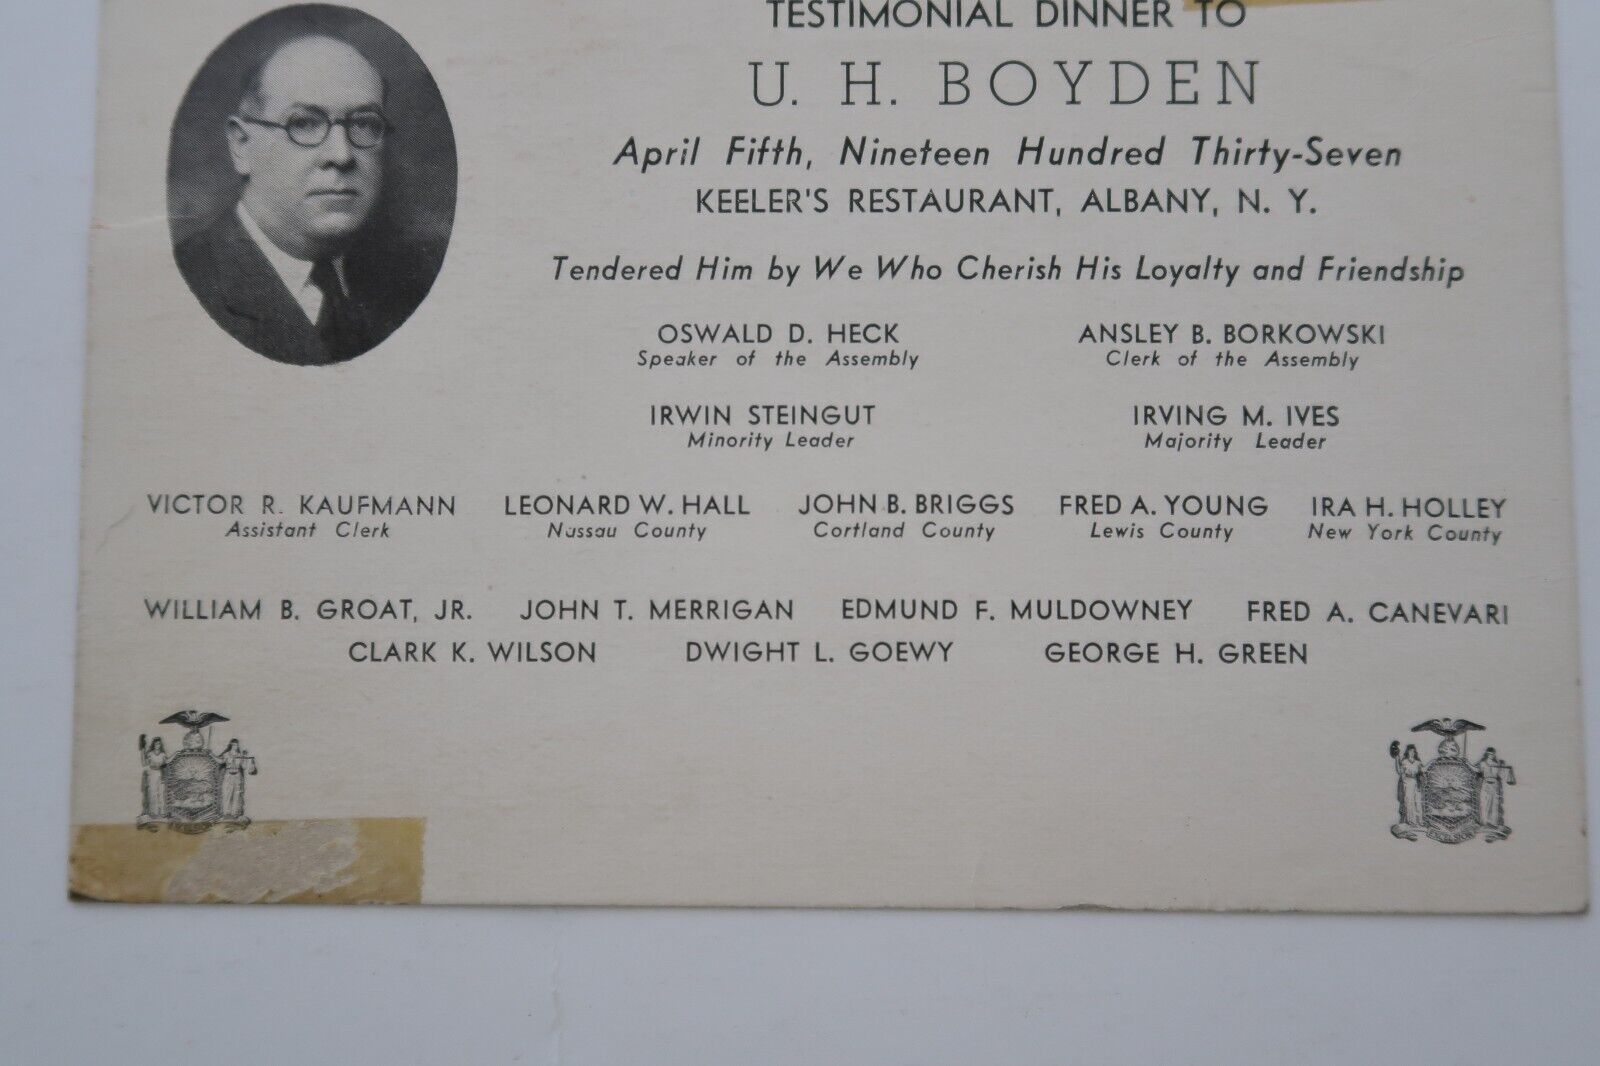 TESTIMONIAL DINNER TO
U. H. BOYDEN
April Fifth, Nineteen Hundred Thirty-Seven
KEELER'S RESTAURANT, ALBANY, N. Y.
Tendered Him by We Who Cherish His Loyalty and Friendship
OSWALD D. HECK ANSLEY B. BORKOWSKI
Speaker of the Assembly Clerk of the Assembly
IRWIN STEINGUT IRVING M. IVES
Minority Leader Majority Leader
VICTOR R. KAUFMANN LEONARD W. HALL JOHN B. BRIGGS FRED A. YOUNG IRA H. HOLLEY
Assistant Clerk Nassau County Cortland County Lewis County New York County
WILLIAM B. GROAT, JR. JOHN T. MERRIGAN EDMUND F. MULDOWNEY FRED A. CANEVARI
CLARK K. WILSON DWIGHT L. GOEWY GEORGE H. GREEN
EXCELSIOR